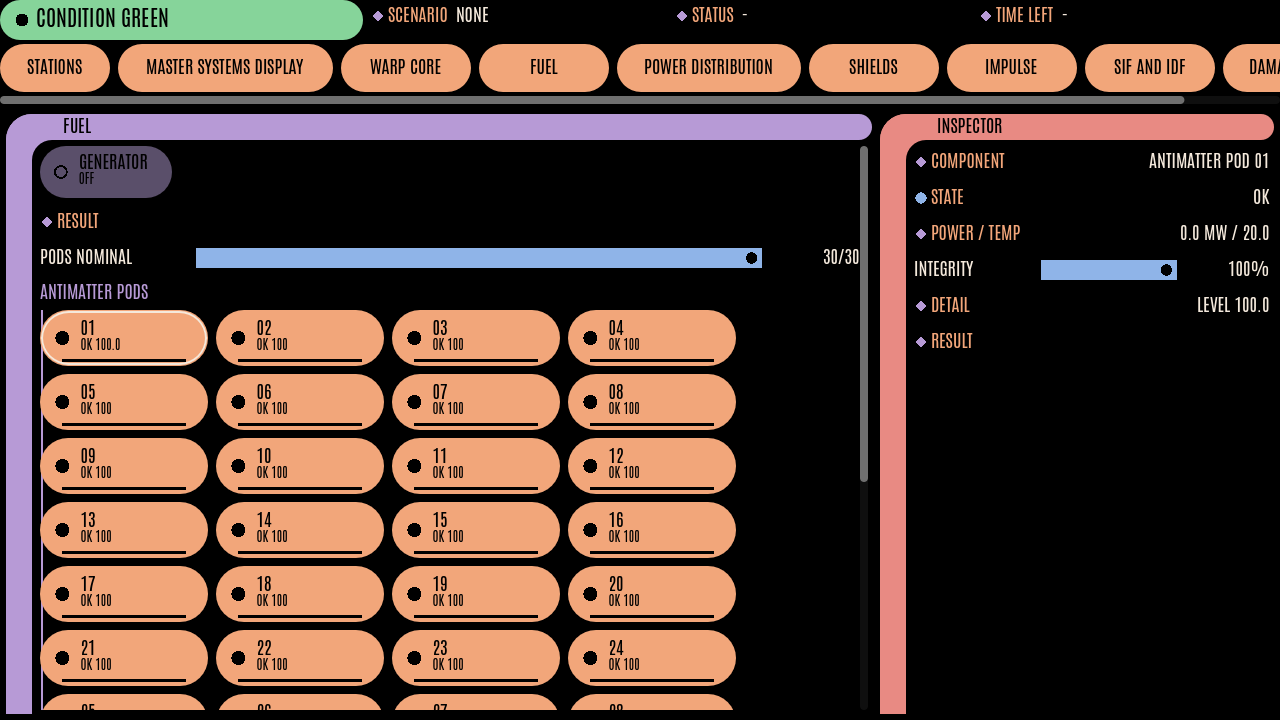 CONDITION GREEN
SCENARIO NONE
STATUS -
TIME LEFT -
STATIONS
MASTER SYSTEMS DISPLAY
WARP CORE
FUEL
POWER DISTRIBUTION
SHIELDS
IMPULSE
SIF AND IDF
DAMA
FUEL
GENERATOR
OFF
RESULT
PODS NOMINAL 30/30
ANTIMATTER PODS
01
OK 100.0
02
OK 100
03
OK 100
04
OK 100
05
OK 100
06
OK 100
07
OK 100
08
OK 100
09
OK 100
10
OK 100
11
OK 100
12
OK 100
13
OK 100
14
OK 100
15
OK 100
16
OK 100
17
OK 100
18
OK 100
19
OK 100
20
OK 100
21
OK 100
22
OK 100
23
OK 100
24
OK 100
INSPECTOR
COMPONENT ANTIMATTER POD 01
STATE OK
POWER / TEMP 0.0 MW / 20.0
INTEGRITY 100%
DETAIL LEVEL 100.0
RESULT